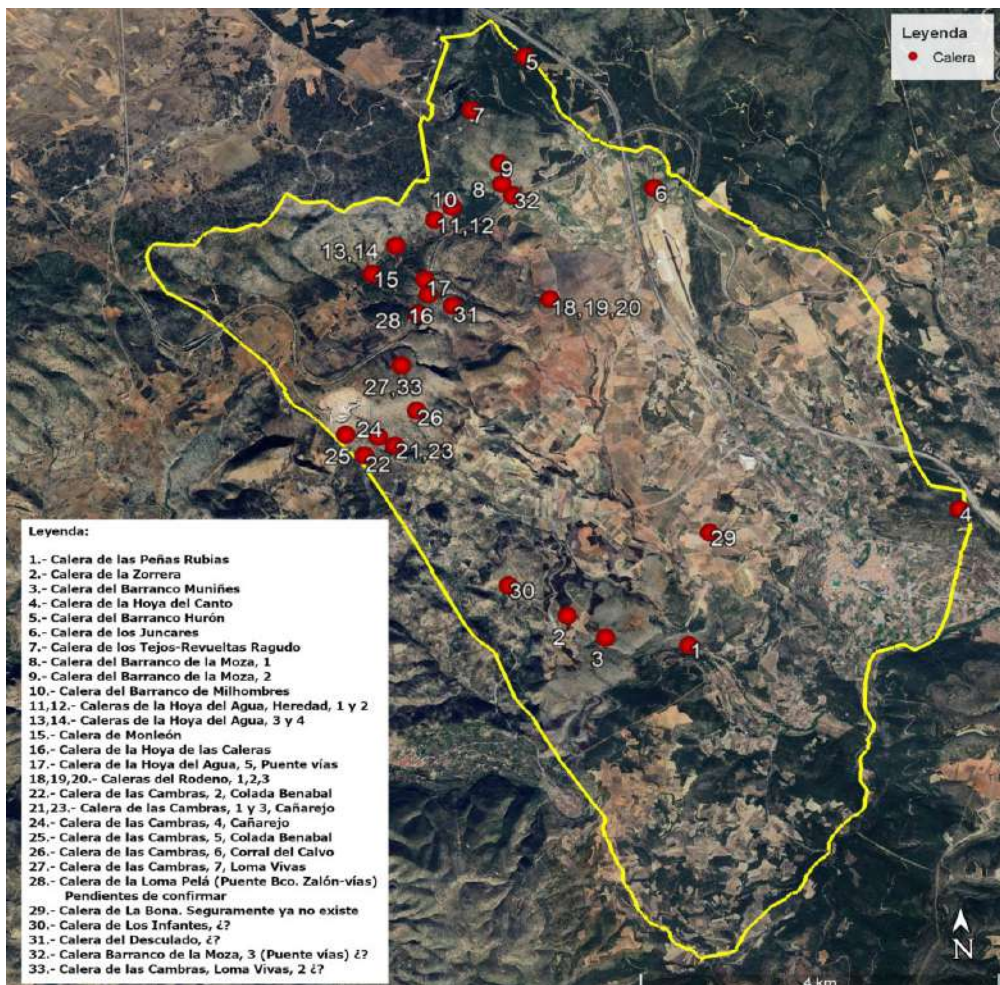 Leyenda
Calera
5
7
9
8
32
6
10
11,12
13,14
15
17
16
28
31
18,19,20
27,33
26
24
21,23
25
22
4
29
30
2
3
1
Leyenda:
1.- Calera de las Peñas Rubias
2.- Calera de la Zorrera
3.- Calera del Barranco Muniñes
4.- Calera de la Hoya del Canto
5.- Calera del Barranco Hurón
6.- Calera de los Juncares
7.- Calera de los Tejos-Revueltas Ragudo
8.- Calera del Barranco de la Moza, 1
9.- Calera del Barranco de la Moza, 2
10.- Calera del Barranco de Milhombres
11,12.- Caleras de la Hoya del Agua, Heredad, 1 y 2
13,14.- Caleras de la Hoya del Agua, 3 y 4
15.- Calera de Monleón
16.- Calera de la Hoya de las Caleras
17.- Calera de la Hoya del Agua, 5, Puente vías
18,19,20.- Caleras del Rodeno, 1,2,3
22.- Calera de las Cambras, 2, Colada Benabal
21,23.- Calera de las Cambras, 1 y 3, Cañarejo
24.- Calera de las Cambras, 4, Cañarejo
25.- Calera de las Cambras, 5, Colada Benabal
26.- Calera de las Cambras, 6, Corral del Calvo
27.- Calera de las Cambras, 7, Loma Vivas
28.- Calera de la Loma Pelá (Puente Bco. Zalón-vías)
Pendientes de confirmar
29.- Calera de La Bona. Seguramente ya no existe
30.- Calera de Los Infantes, ¿?
31.- Calera del Desculado, ¿?
32.- Calera Barranco de la Moza, 3 (Puente vías) ¿?
33.- Calera de las Cambras, Loma Vivas, 2 ¿?
N
4 km